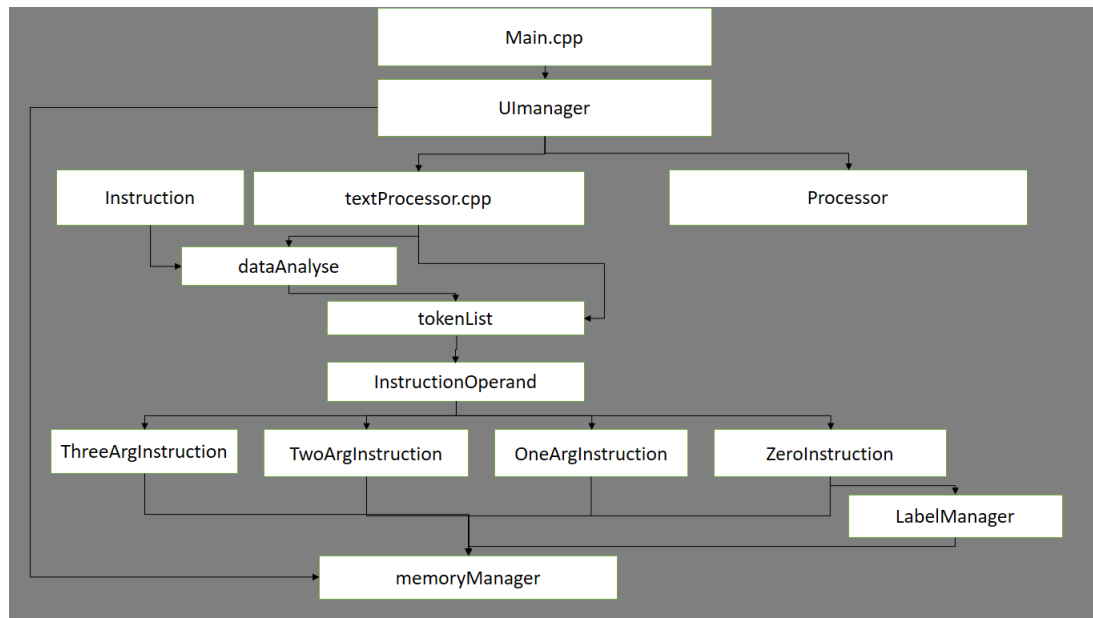 Main.cpp
UImanager
Instruction
textProcessor.cpp
Processor
dataAnalyse
tokenList
InstructionOperand
ThreeArgInstruction
TwoArgInstruction
OneArgInstruction
ZeroInstruction
LabelManager
memoryManager